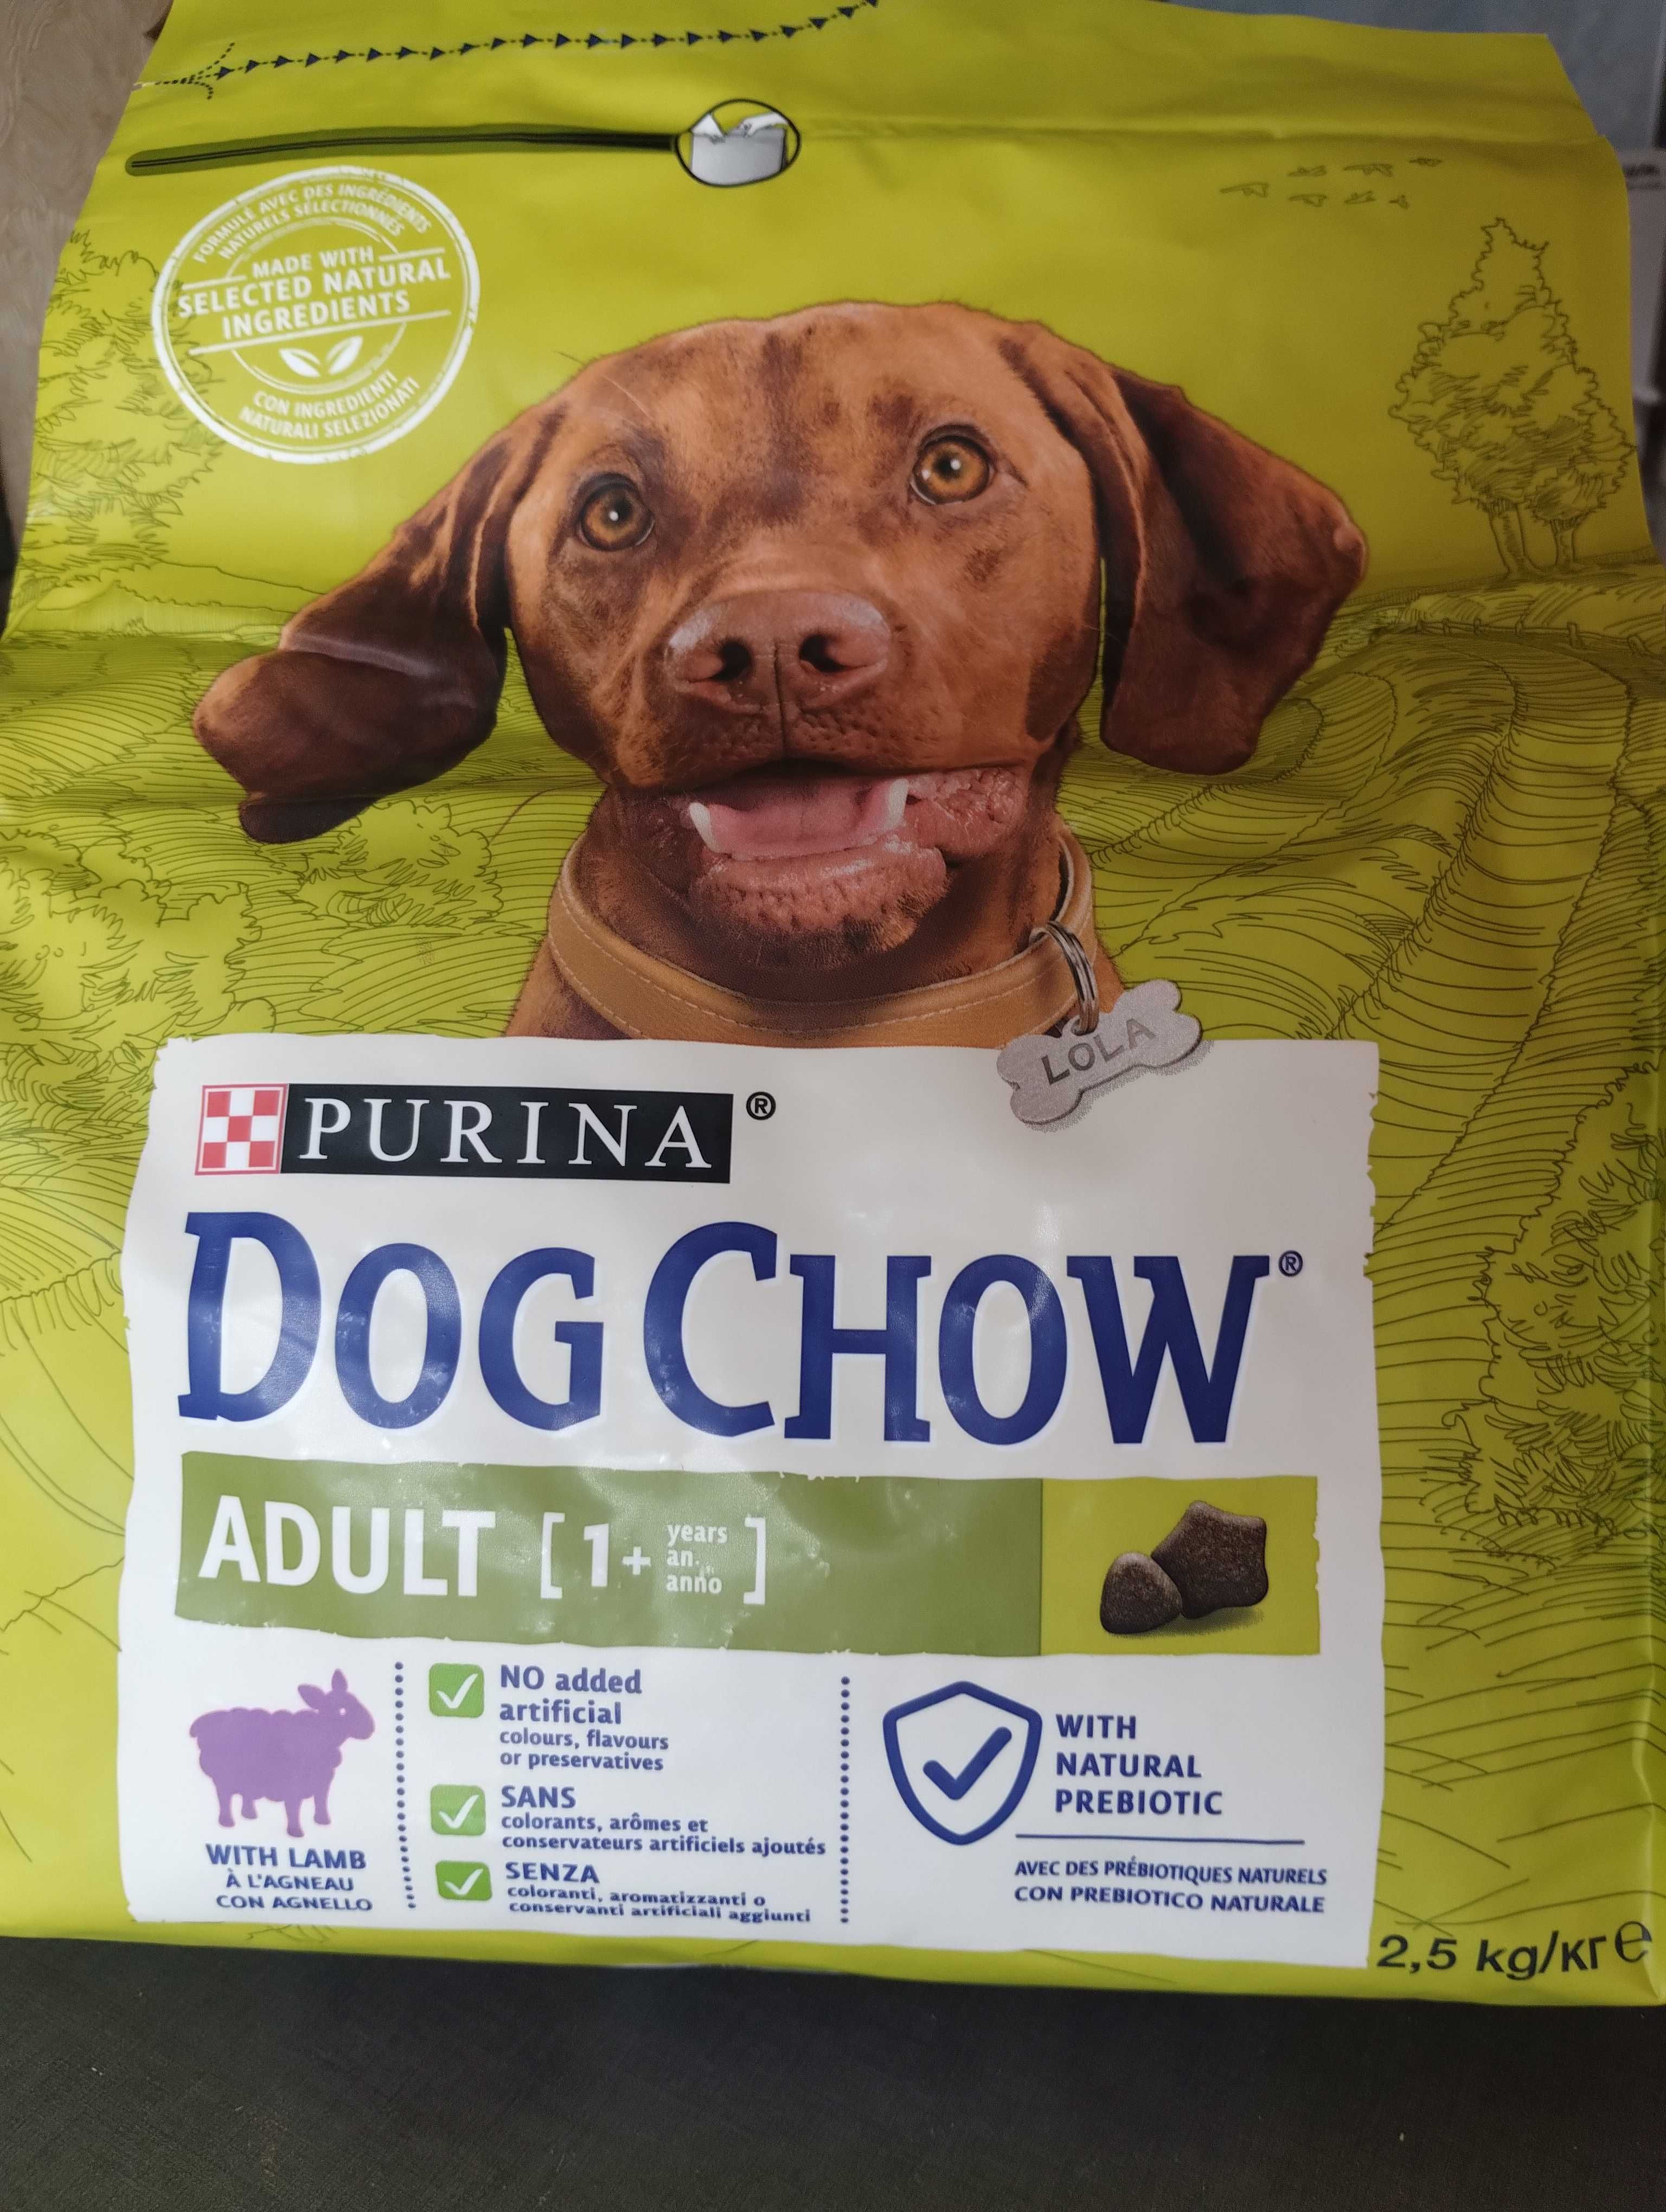 FORMULÉ AVEC DES INGRÉDIENTS
NATURELS SÉLECTIONNÉS
MADE WITH
SELECTED NATURAL
INGREDIENTS
CON INGREDIENTI
NATURALI SELEZIONATI
LOLA
PURINA®
DOG CHOW®
ADULT [1+ years
an.
anno]
WITH LAMB
À L'AGNEAU
CON AGNELLO
NO added
artificial
colours, flavours
or preservatives
SANS
colorants, arômes et
conservateurs artificiels ajoutés
SENZA
coloranti, aromatizzanti o
conservanti artificiali aggiunti
WITH
NATURAL
PREBIOTIC
AVEC DES PRÉBIOTIQUES NATURELS
CON PREBIOTICO NATURALE
2,5 kg/кг ℮